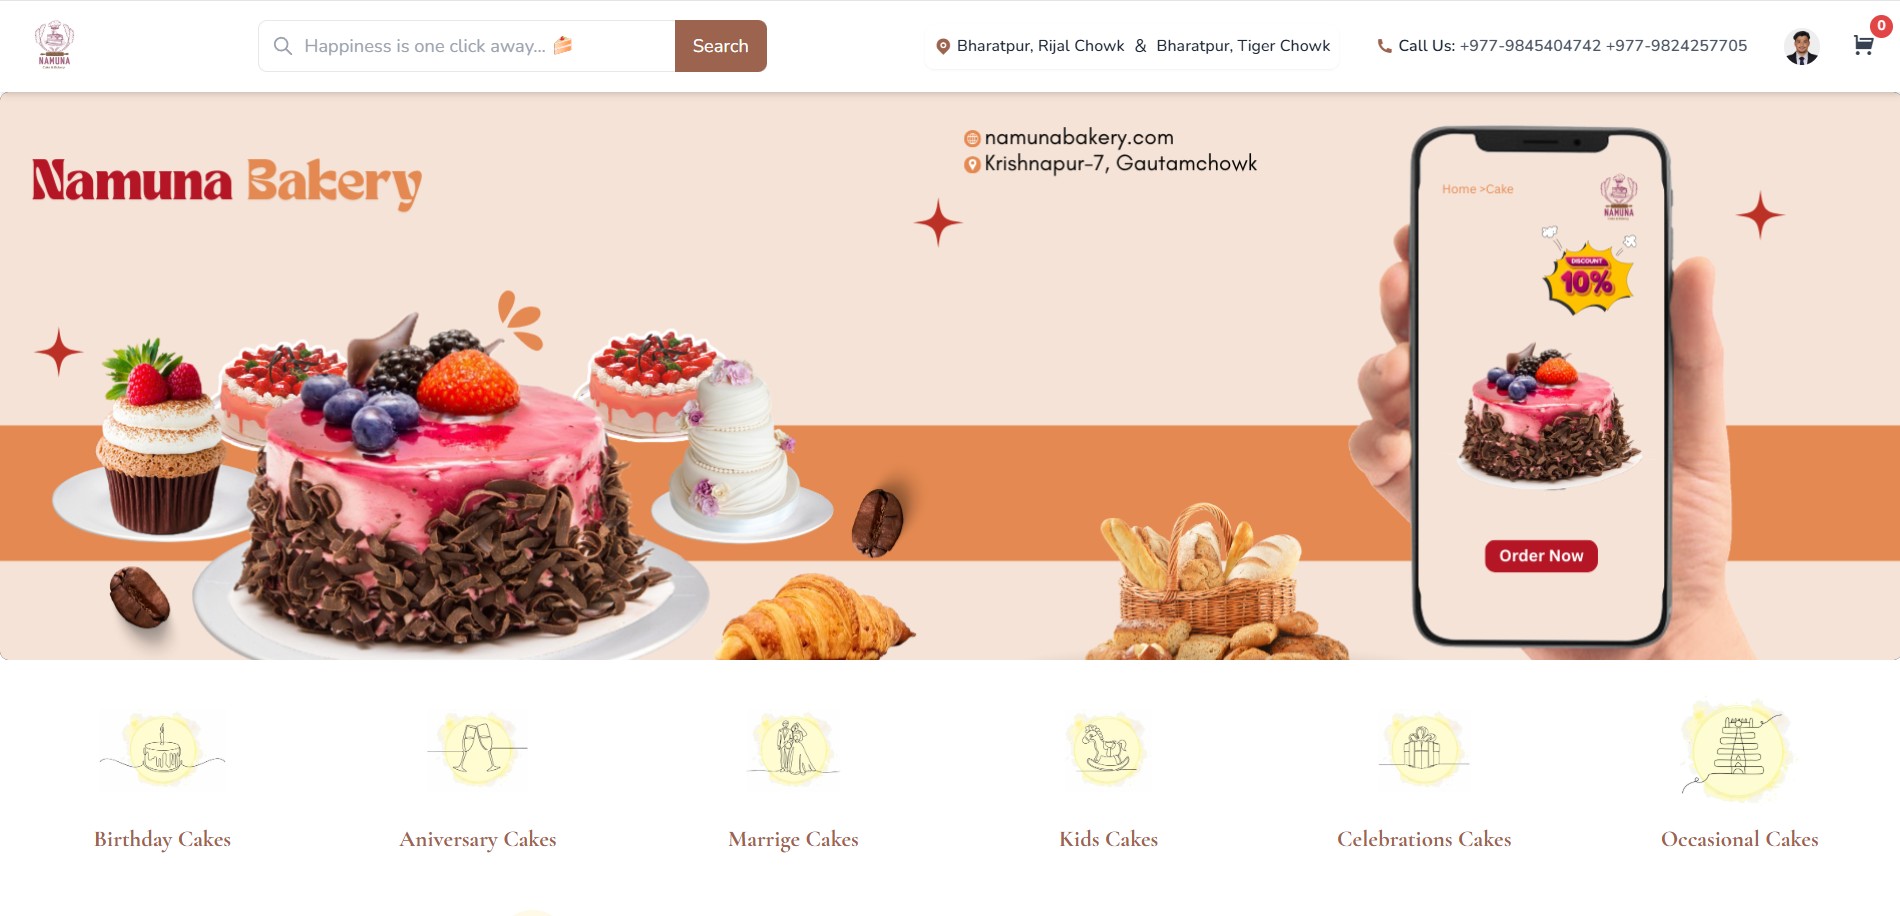 NAMUNA
Happiness is one click away... 🍰
Search
Bharatpur, Rijal Chowk & Bharatpur, Tiger Chowk
Call Us: +977-9845404742 +977-9824257705
0
Namuna Bakery
namunabakery.com
Krishnapur-7, Gautamchowk
Home >Cake
NAMUNA
DISCOUNT
10%
Order Now
Birthday Cakes
Aniversary Cakes
Marrige Cakes
Kids Cakes
Celebrations Cakes
Occasional Cakes